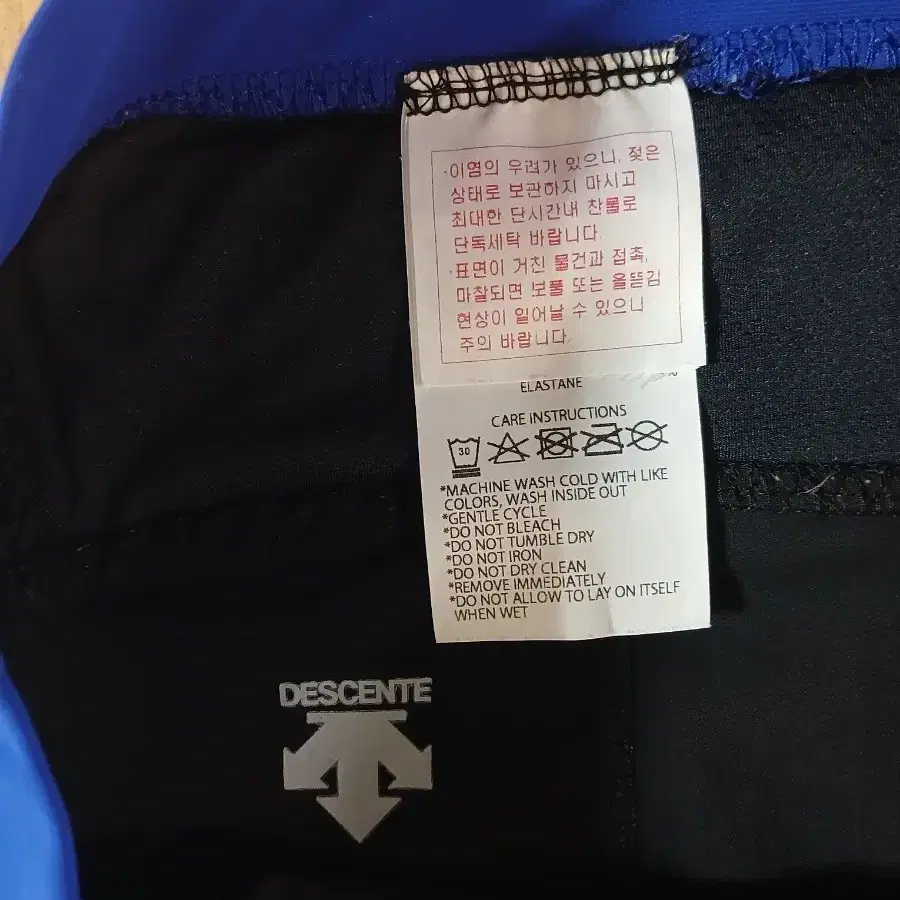 ·이염의 우려가 있으니, 젖은
상태로 보관하지 마시고
최대한 단시간내 찬물로
단독세탁 바랍니다.
·표면이 거친 물건과 접촉,
마찰되면 보풀 또는 올뜯김
현상이 일어날 수 있으니
주의 바랍니다.
ELASTANE
CARE INSTRUCTIONS
30
*MACHINE WASH COLD WITH LIKE
COLORS, WASH INSIDE OUT
*GENTLE CYCLE
*DO NOT BLEACH
*DO NOT TUMBLE DRY
*DO NOT IRON
*DO NOT DRY CLEAN
*REMOVE IMMEDIATELY
*DO NOT ALLOW TO LAY ON ITSELF
WHEN WET
DESCENTE